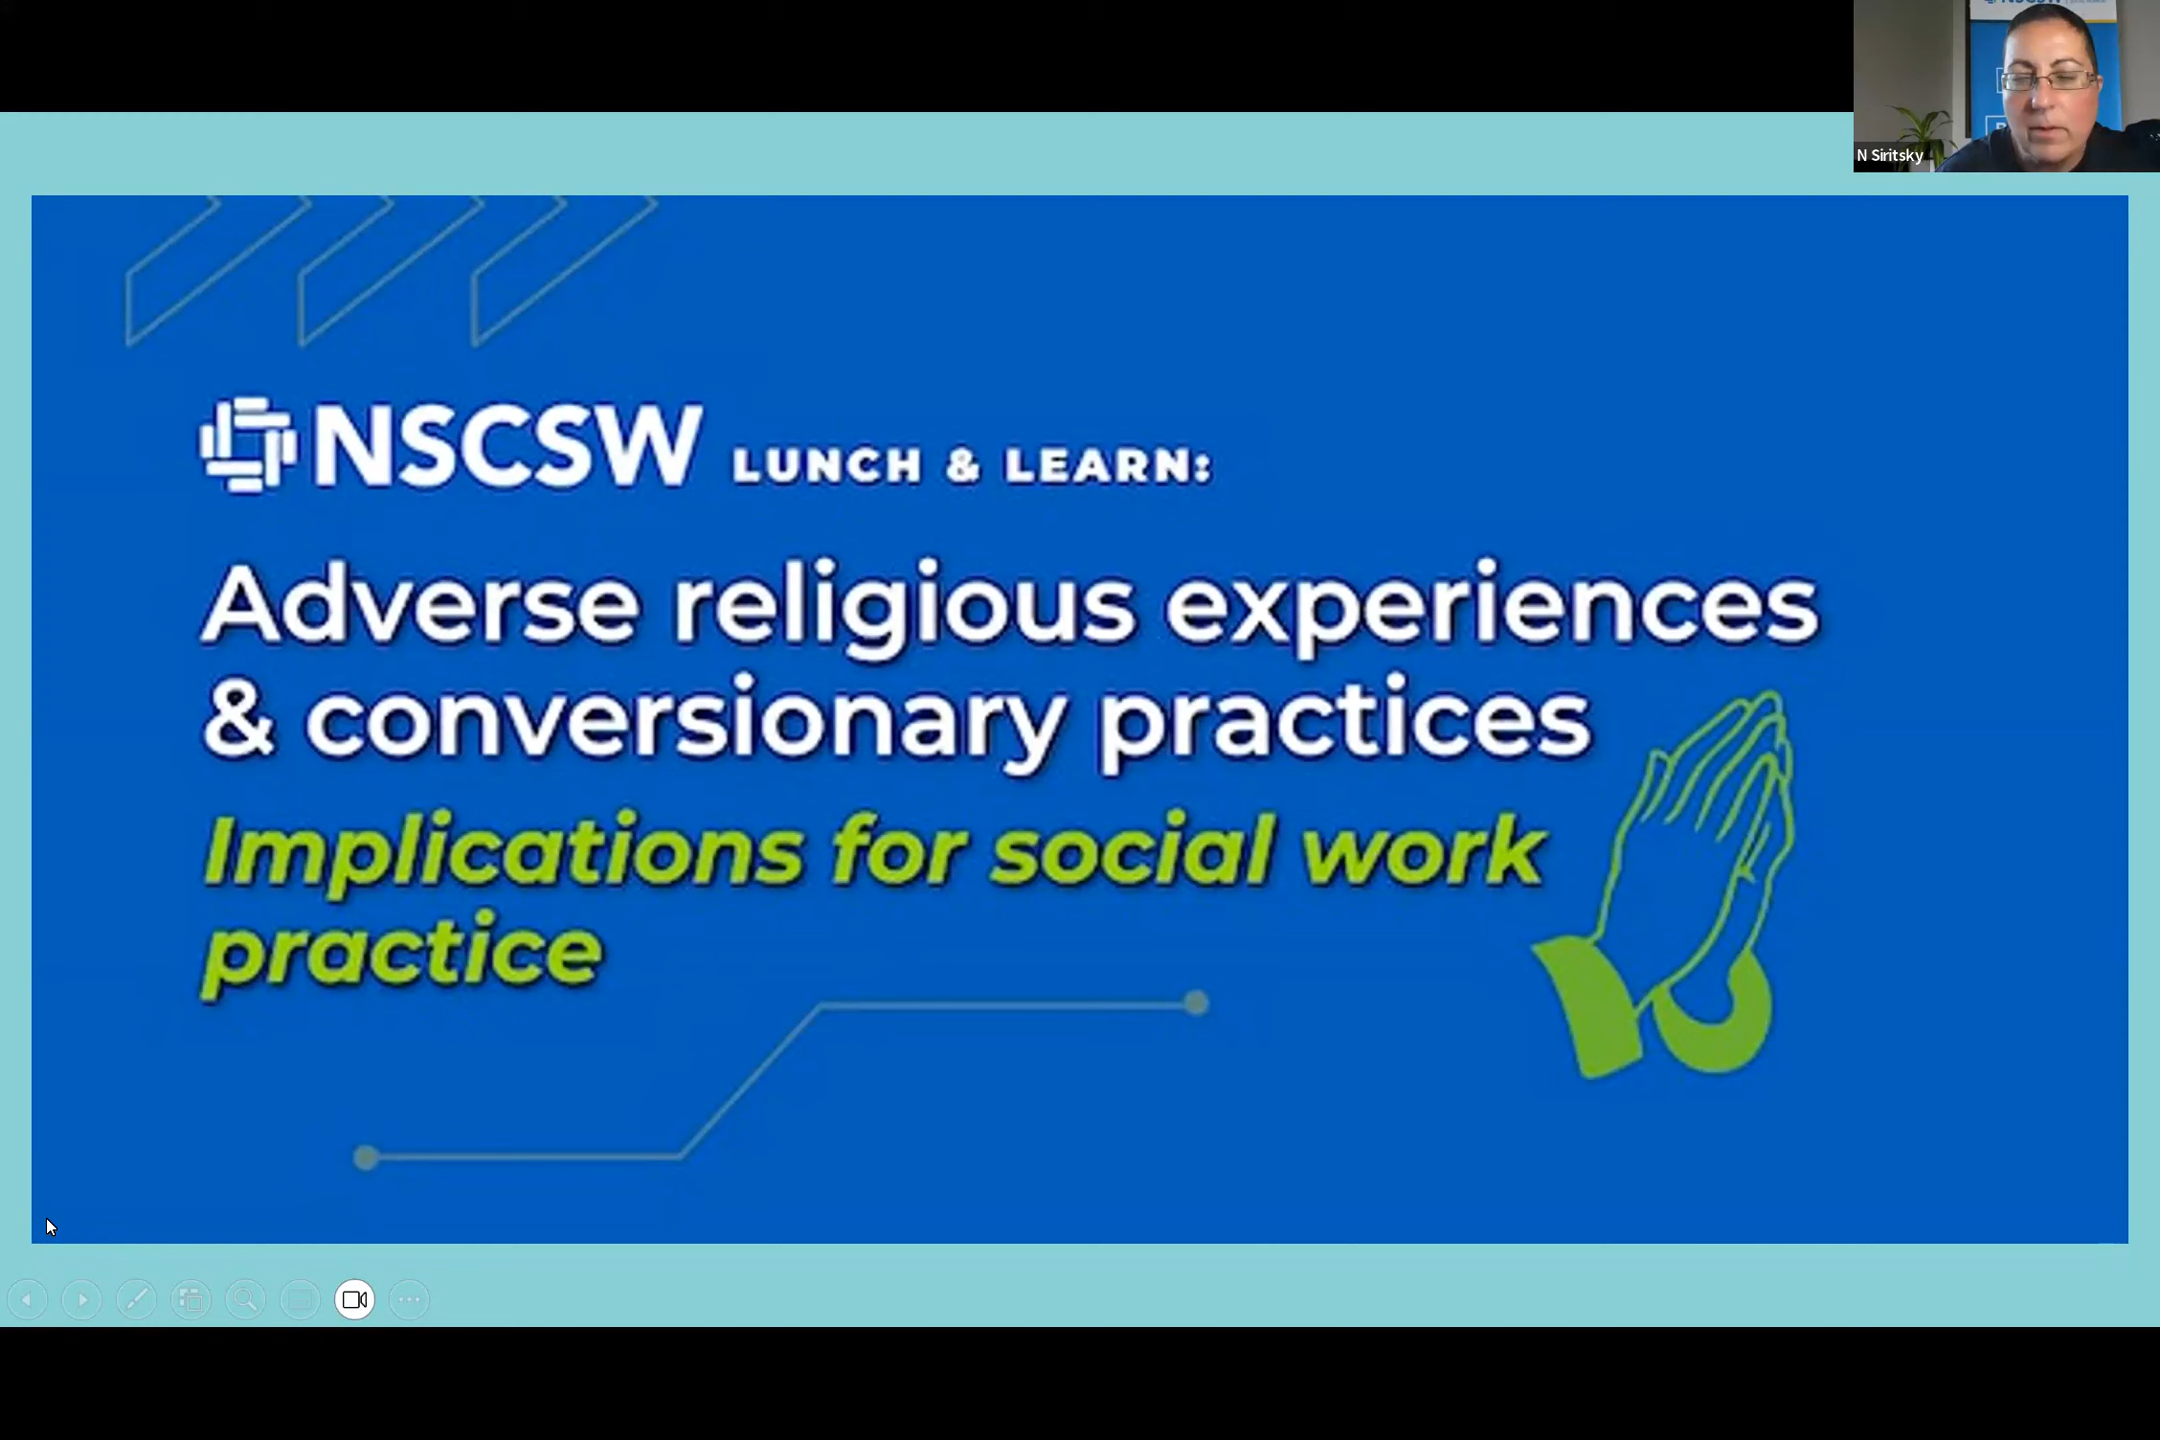 N Siritsky
NSCSW LUNCH & LEARN:
Adverse religious experiences
& conversionary practices
Implications for social work
practice